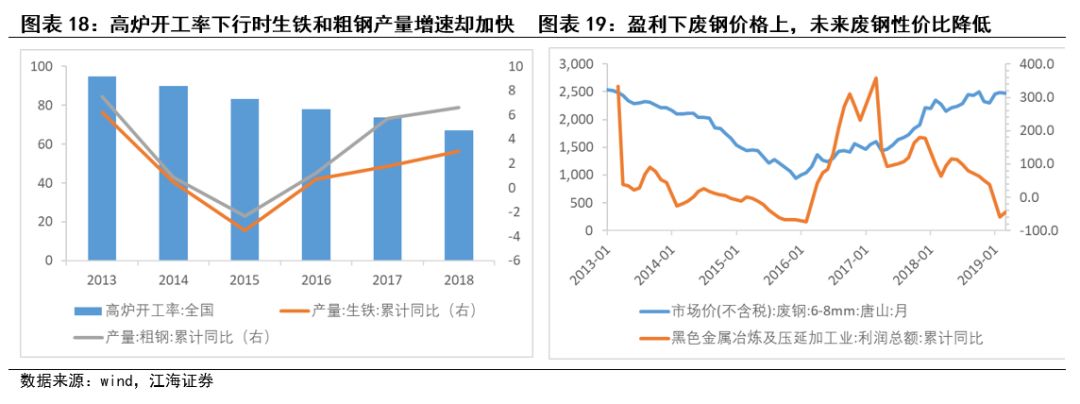 图表 18：高炉开工率下行时生铁和粗钢产量增速却加快
100
80
60
40
20
0
10
8
6
4
2
0
-2
-4
-6
2013 2014 2015 2016 2017 2018
高炉开工率:全国
产量:生铁:累计同比（右）
产量:粗钢:累计同比（右）
图表 19：盈利下废钢价格上，未来废钢性价比降低
3,000
2,500
2,000
1,500
1,000
500
0
400.0
300.0
200.0
100.0
0.0
-100.0
2013-01 2014-01 2015-01 2016-01 2017-01 2018-01 2019-01
市场价(不含税):废钢:6-8mm:唐山:月
黑色金属冶炼及压延加工业:利润总额:累计同比
数据来源：wind，江海证券